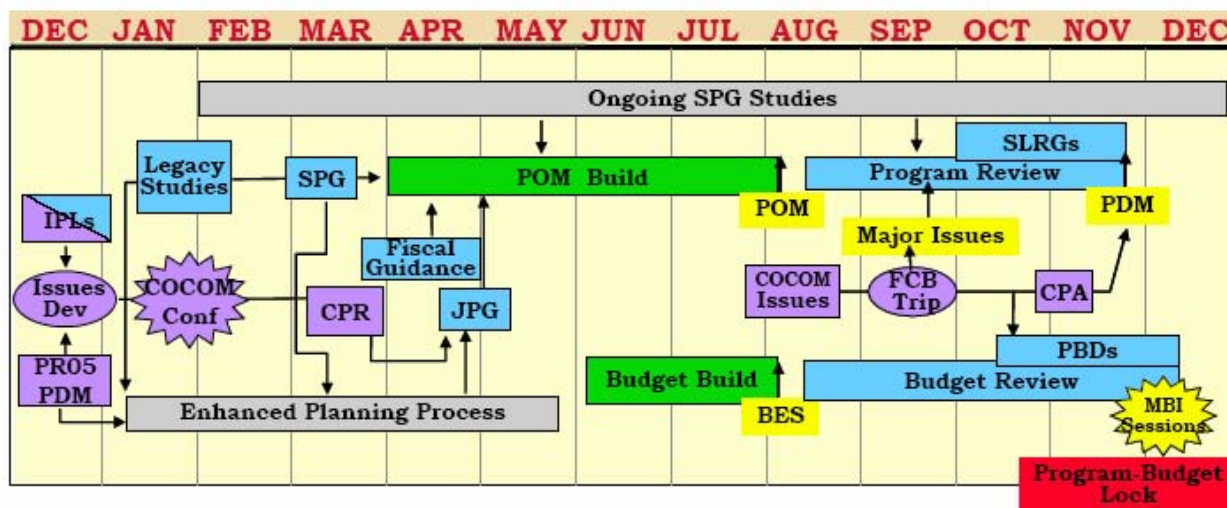 DEC JAN FEB MAR APR MAY JUN JUL AUG SEP OCT NOV DEC
Ongoing SPG Studies
SLRGs
Legacy
Studies
SPG
POM Build
Program Review
POM
PDM
IPLs
Major Issues
Fiscal
Guidance
Issues
Dev
COCOM
Conf
CPR
JPG
COCOM
Issues
FCB
Trip
CPA
PR05
PDM
PBDs
Budget Build
Budget Review
Enhanced Planning Process
BES
MBI
Sessions
Program-Budget
Lock